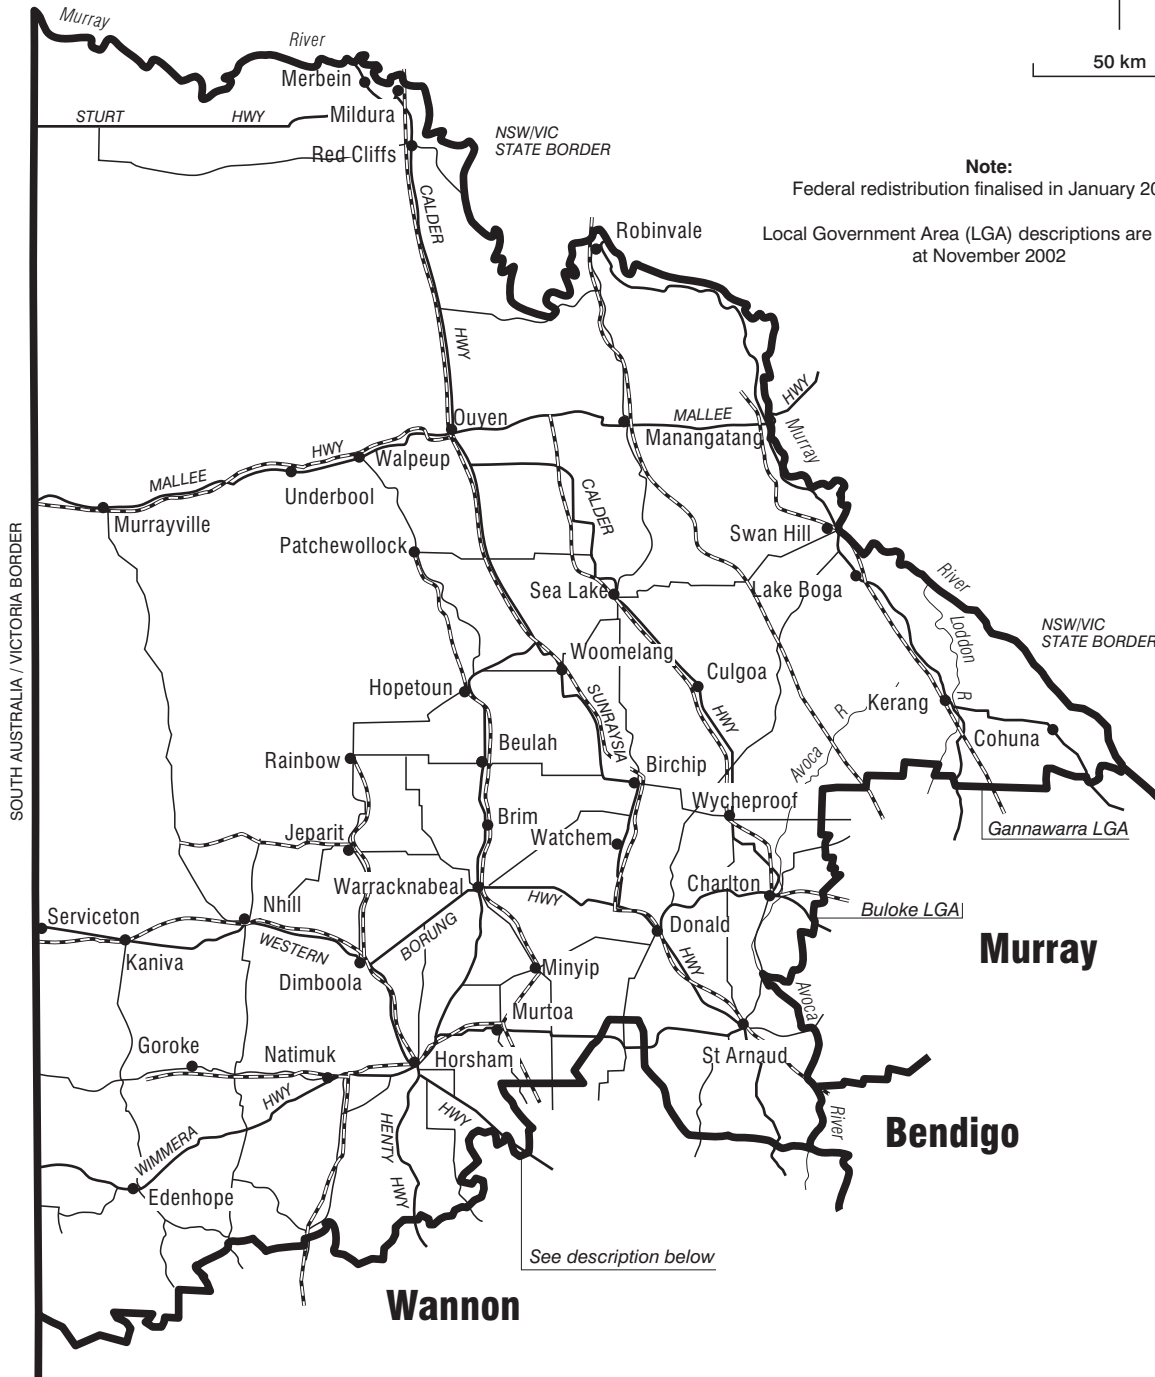 Murray
River
50 km
Merbein
Mildura
STURT
HWY
Red Cliffs
NSW/VIC
STATE BORDER
Note:
Federal redistribution finalised in January 20
Local Government Area (LGA) descriptions are
at November 2002
CALDER
HWY
Robinvale
HWY
Ouyen
MALLEE
Manangatang
Murray
MALLEE
HWY
Walpeup
Underbool
Murrayville
CALDER
Swan Hill
Patchewollock
Sea Lake
Lake Boga
River
Loddon
R
NSW/VIC
STATE BORDER
SOUTH AUSTRALIA / VICTORIA BORDER
Woomelang
Culgoa
Hopetoun
SUNRAYSIA
HWY
R
Kerang
Cohuna
Beulah
Rainbow
Birchip
Avoca
Wycheproof
Brim
Jeparit
Watchem
Gannawarra LGA
Warracknabeal
HWY
Charlton
Nhill
Serviceton
Buloke LGA
Donald
BORUNG
WESTERN
Kaniva
HWY
Murray
Dimboola
Minyip
Avoca
Murtoa
Goroke
Natimuk
Horsham
St Arnaud
HWY
HWY
HENTY
HWY
River
Bendigo
WIMMERA
Edenhope
See description below
Wannon